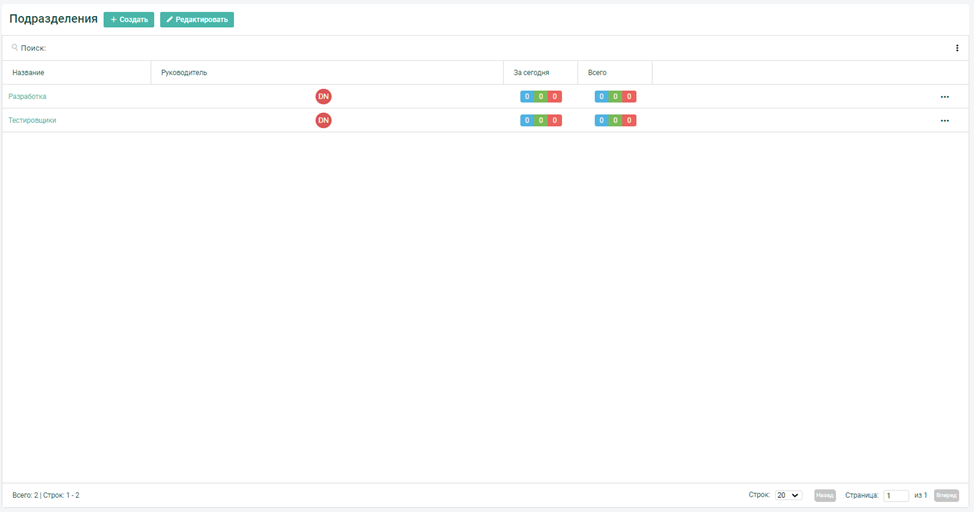 Подразделения + Создать Редактировать
Поиск:
Название Руководитель За сегодня Всего
Разработка DN 0 0 0 0 0 0
Тестировщики DN 0 0 0 0 0 0
Всего: 2 | Строк: 1 - 2 Строк: 20 Назад Страница: 1 из 1 Вперед